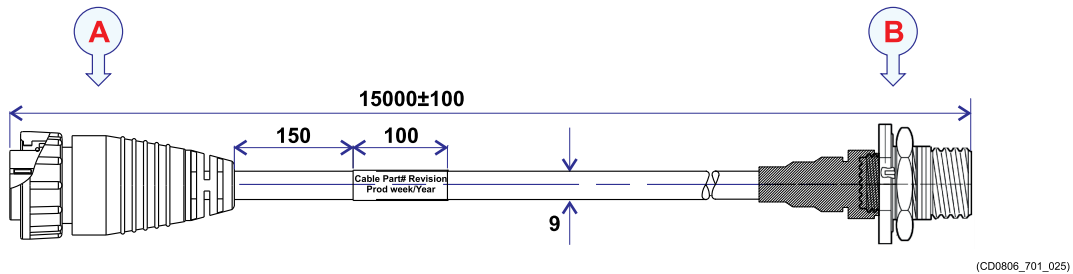 A
B
15000±100
150
100
Cable Part# Revision
Prod week/Year
9
(CD0806_701_025)